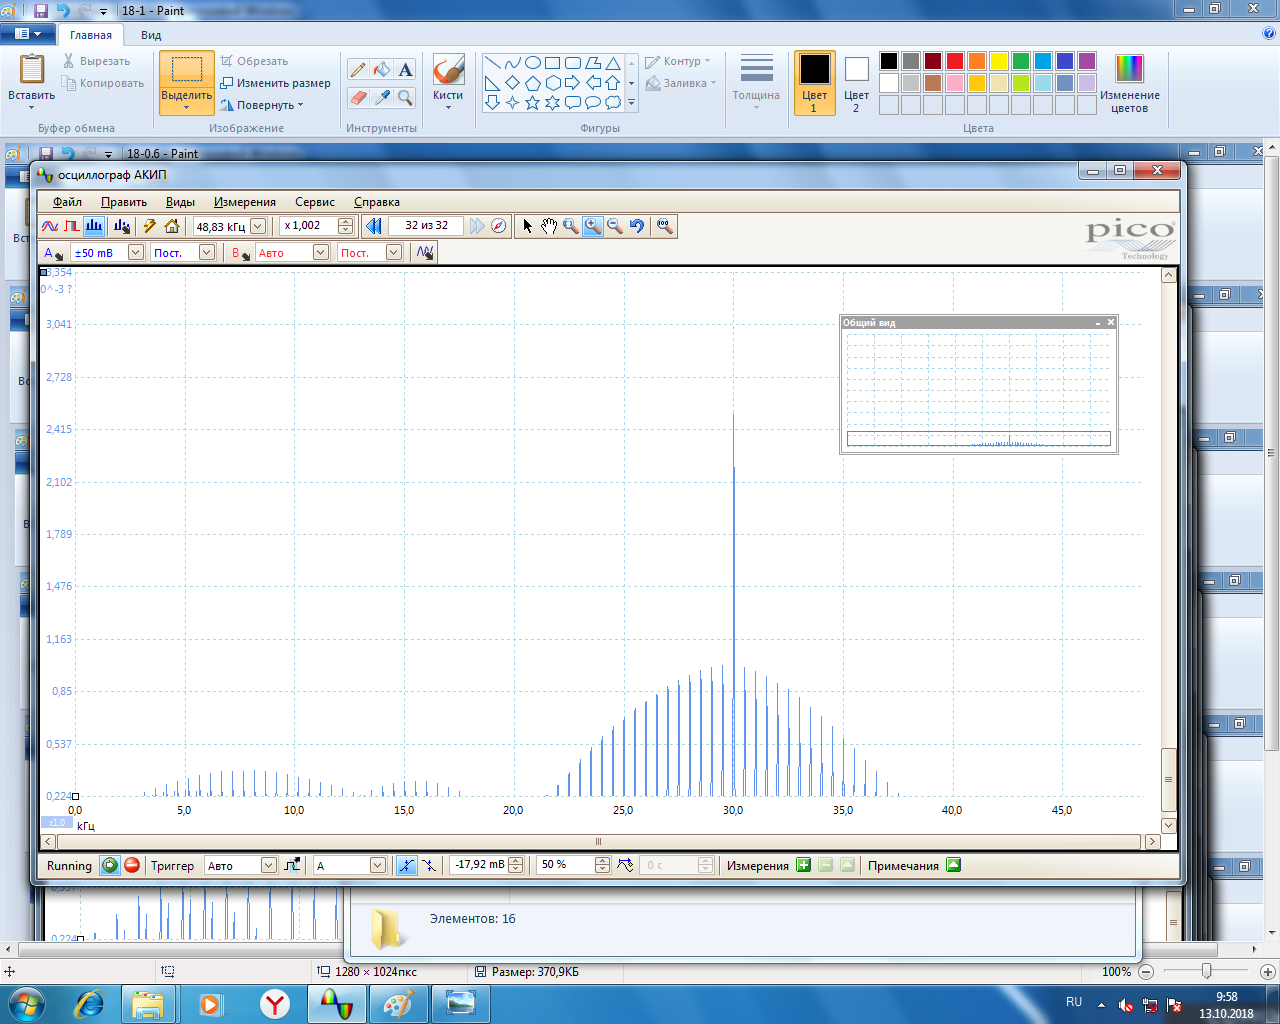 18-1 - Paint
Главная
Вид
Вставить
Вырезать
Копировать
Буфер обмена
Выделить
Обрезать
Изменить размер
Повернуть
Изображение
A
Инструменты
Кисти
Контур
Заливка
Фигуры
Толщина
Цвет 1
Цвет 2
Изменение цветов
Цвета
18-0.6 - Paint
осциллограф АКИП
Файл Править Виды Измерения Сервис Справка
48,83 кГц
x 1,002
32 из 32
pico
Technology
A
±50 mВ
Пост.
B
Авто
Пост.
3,354
0^-3 ?
3,041
2,728
2,415
2,102
1,789
1,476
1,163
0,85
0,537
0,224
Общий вид
0,0 5,0 10,0 15,0 20,0 25,0 30,0 35,0 40,0 45,0
x1,0
kГц
Running
Триггер
Авто
A
-17,92 mВ
50 %
0 с
Измерения
Примечания
0,224
Элементов: 16
1280 × 1024пкс
Размер: 370,9КБ
100%
RU
9:58
13.10.2018